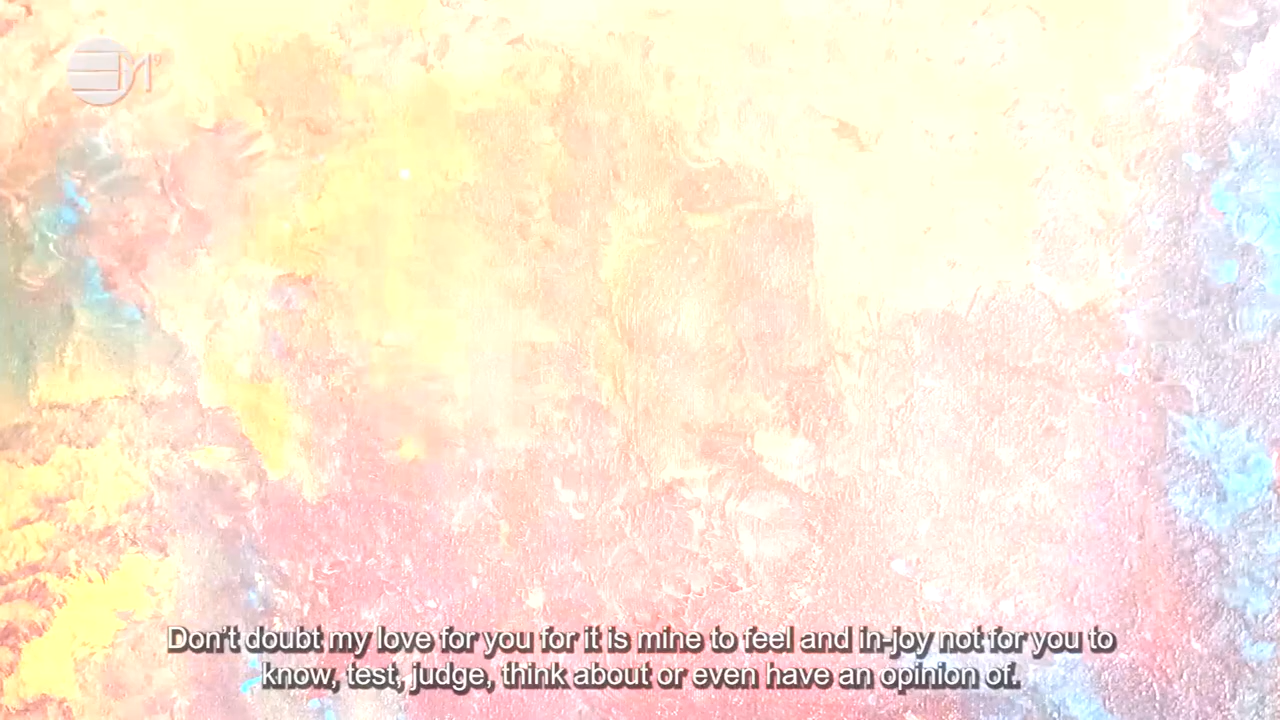 Don't doubt my love for you for it is mine to feel and in-joy not for you to
know, test, judge, think about or even have an opinion of.